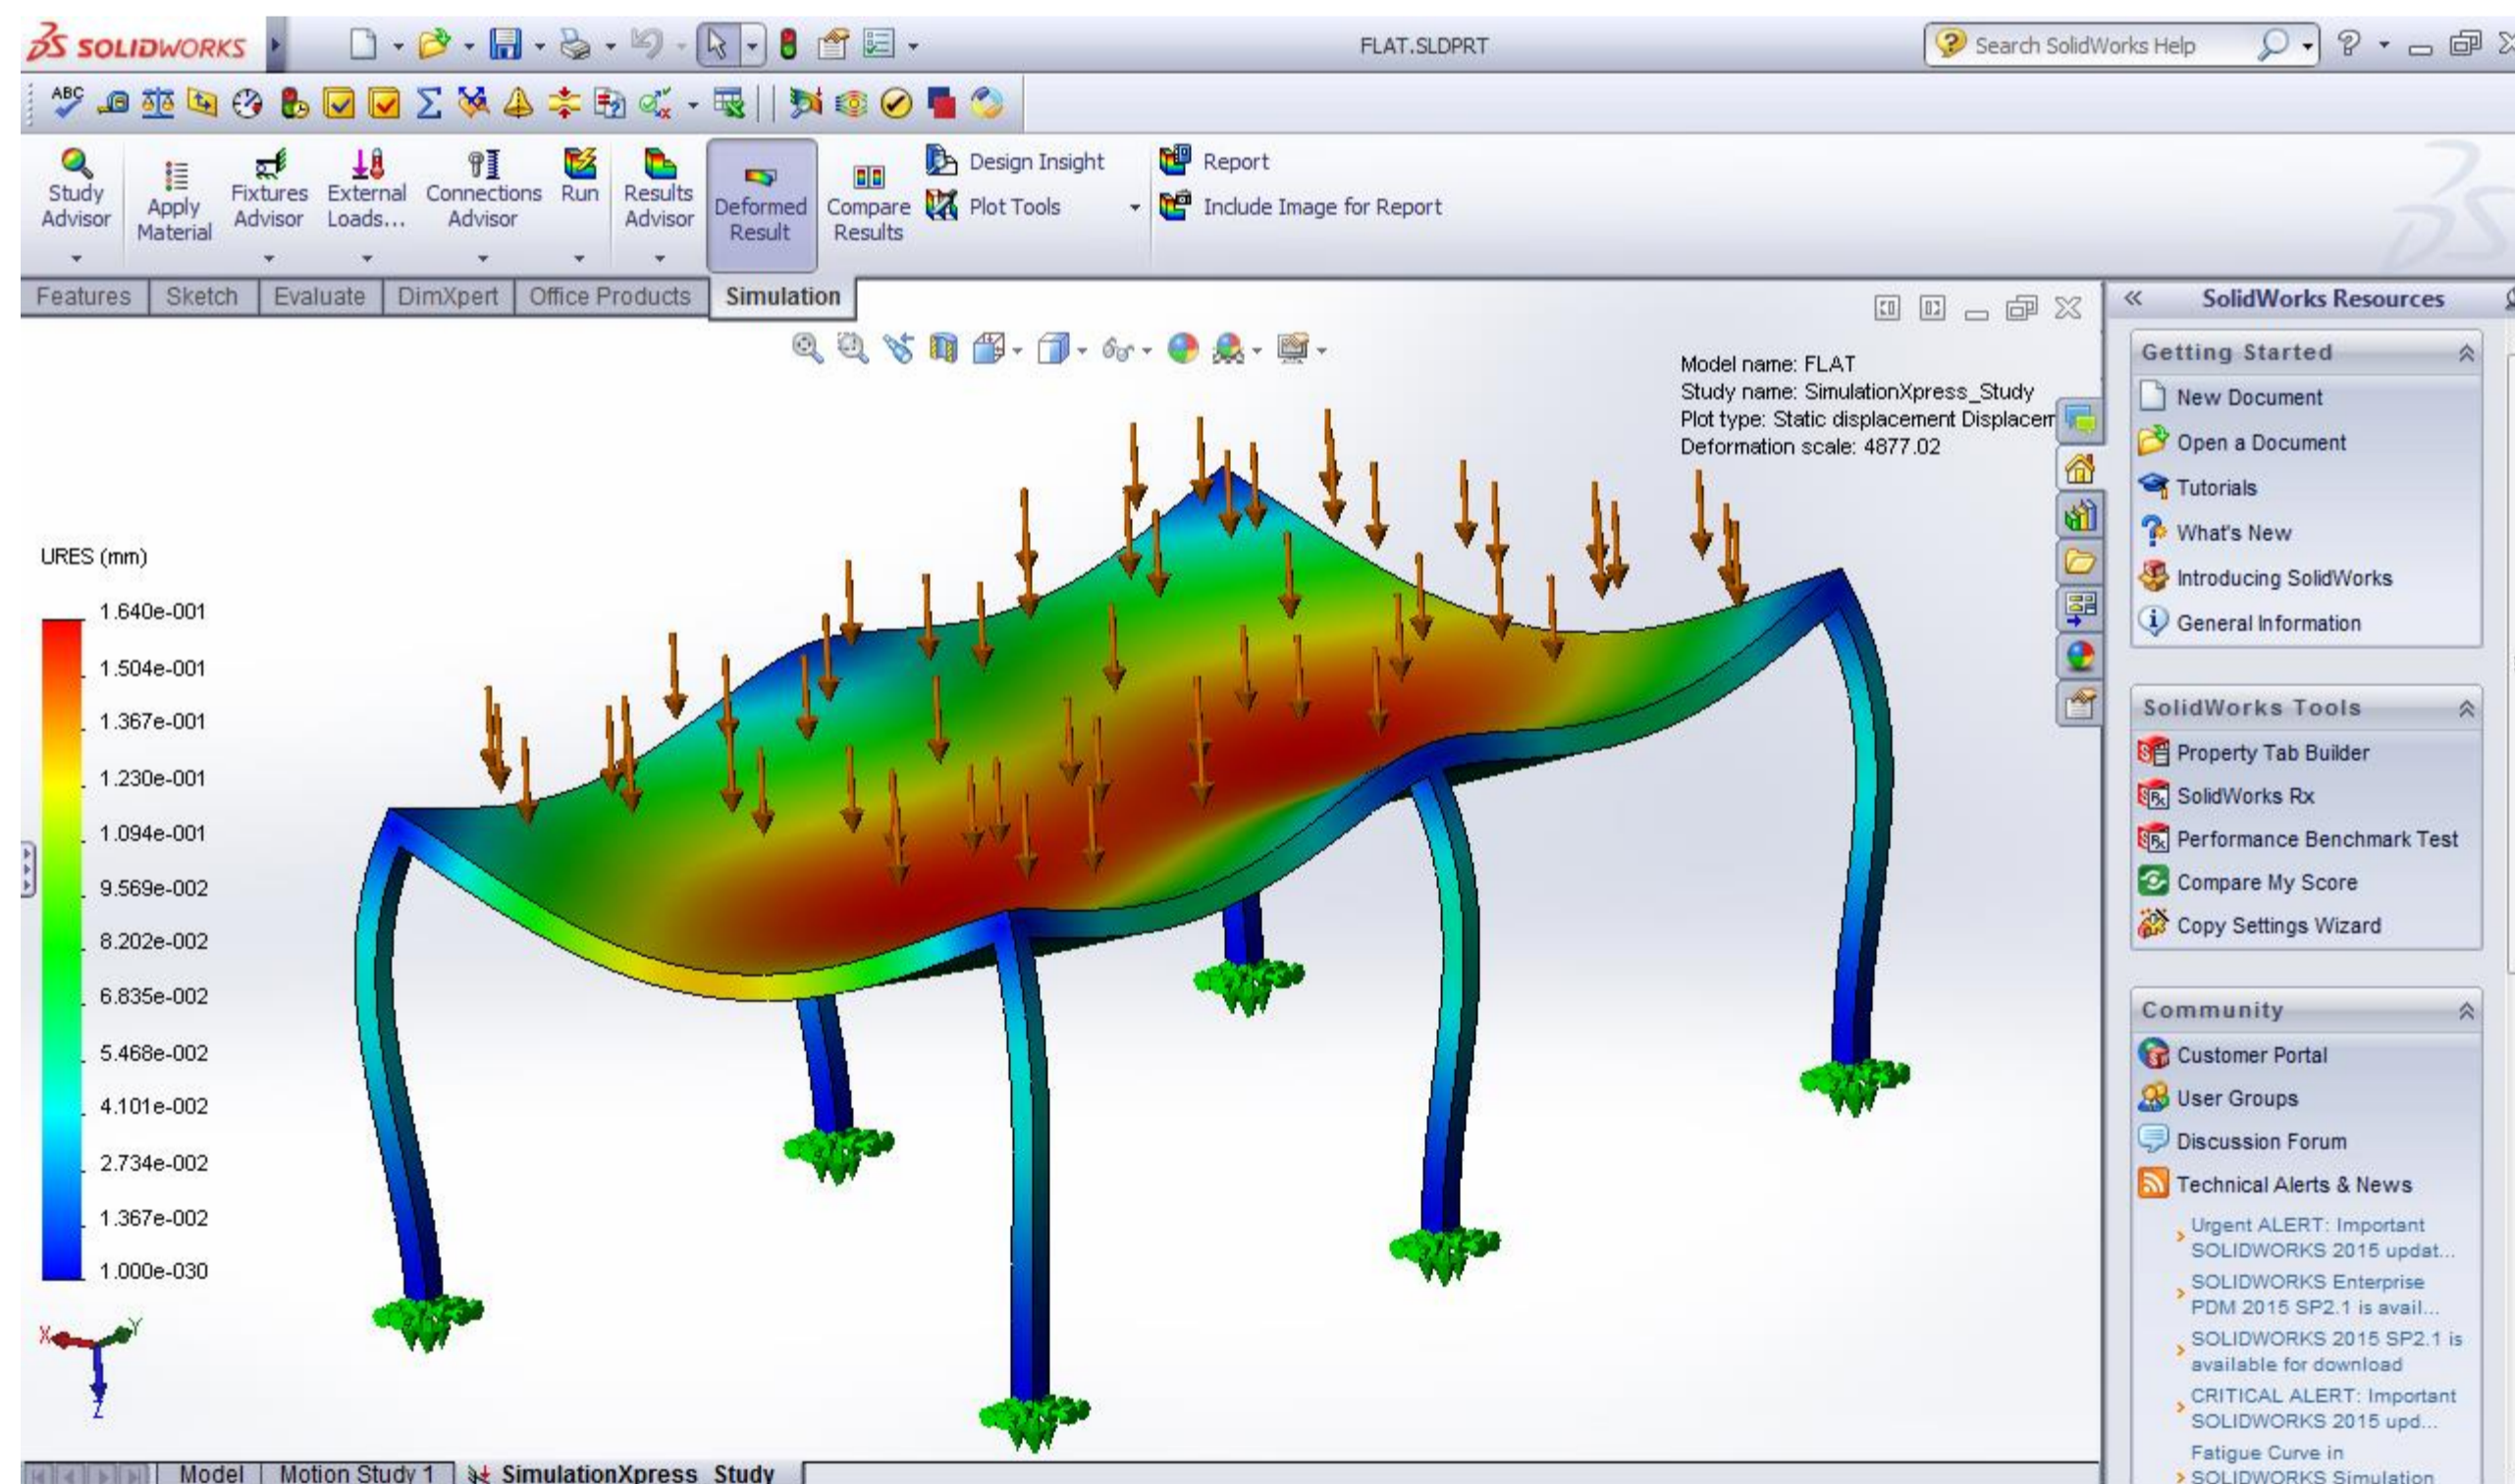 SOLIDWORKS
FLAT.SLDPRT
Search SolidWorks Help
ABC
Study Advisor
Apply Material
Fixtures Advisor
External Loads...
Connections Advisor
Run
Results Advisor
Deformed Result
Compare Results
Design Insight
Plot Tools
Report
Include Image for Report
Features
Sketch
Evaluate
DimXpert
Office Products
Simulation
Model name: FLAT
Study name: SimulationXpress_Study
Plot type: Static displacement Displacem
Deformation scale: 4877.02
URES (mm)
1.640e-001
1.504e-001
1.367e-001
1.230e-001
1.094e-001
9.569e-002
8.202e-002
6.835e-002
5.468e-002
4.101e-002
2.734e-002
1.367e-002
1.000e-030
X
Y
Z
Model
Motion Study 1
SimulationXpress_Study
SolidWorks Resources
Getting Started
New Document
Open a Document
Tutorials
What's New
Introducing SolidWorks
General Information
SolidWorks Tools
Property Tab Builder
SolidWorks Rx
Performance Benchmark Test
Compare My Score
Copy Settings Wizard
Community
Customer Portal
User Groups
Discussion Forum
Technical Alerts & News
Urgent ALERT: Important
SOLIDWORKS 2015 updat...
SOLIDWORKS Enterprise
PDM 2015 SP2.1 is avail...
SOLIDWORKS 2015 SP2.1 is
available for download
CRITICAL ALERT: Important
SOLIDWORKS 2015 upd...
Fatigue Curve in
SOLIDWORKS Simulation